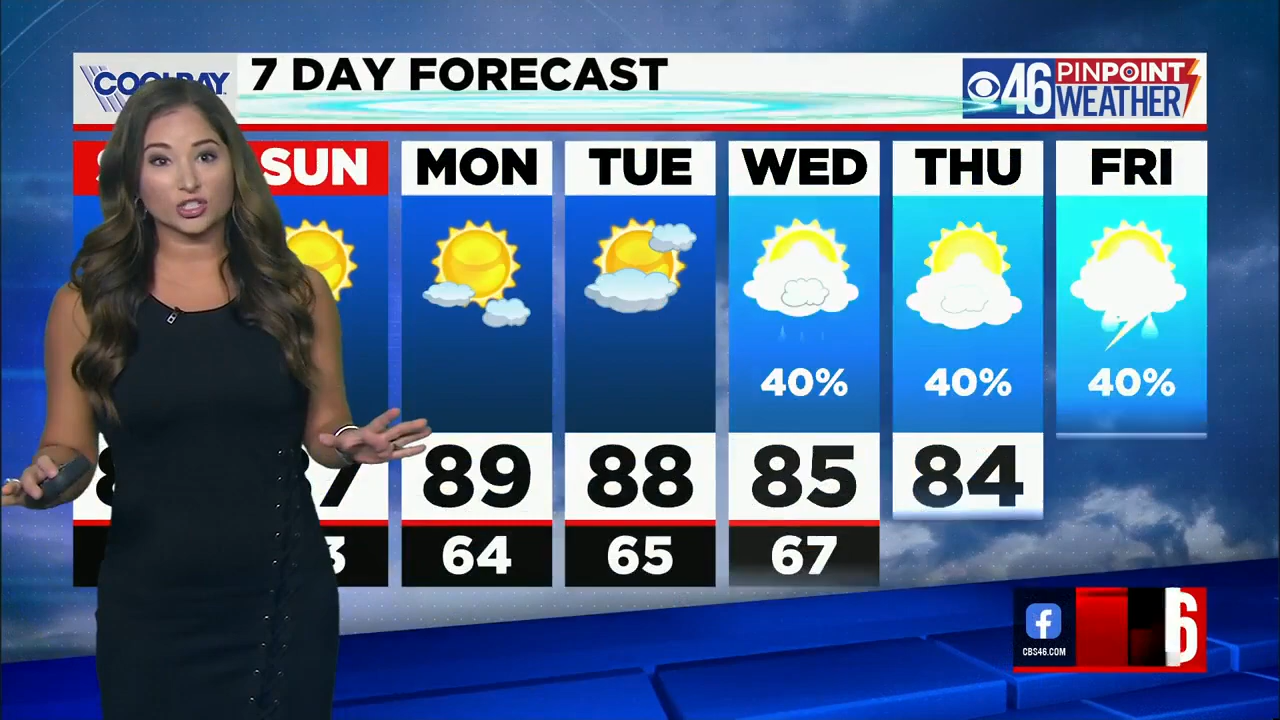 7 DAY FORECAST
46 PINPOINT
WEATHER
SUN MON TUE WED THU FRI
40% 40% 40%
89 88 85 84
64 65 67
CBS46.COM
6